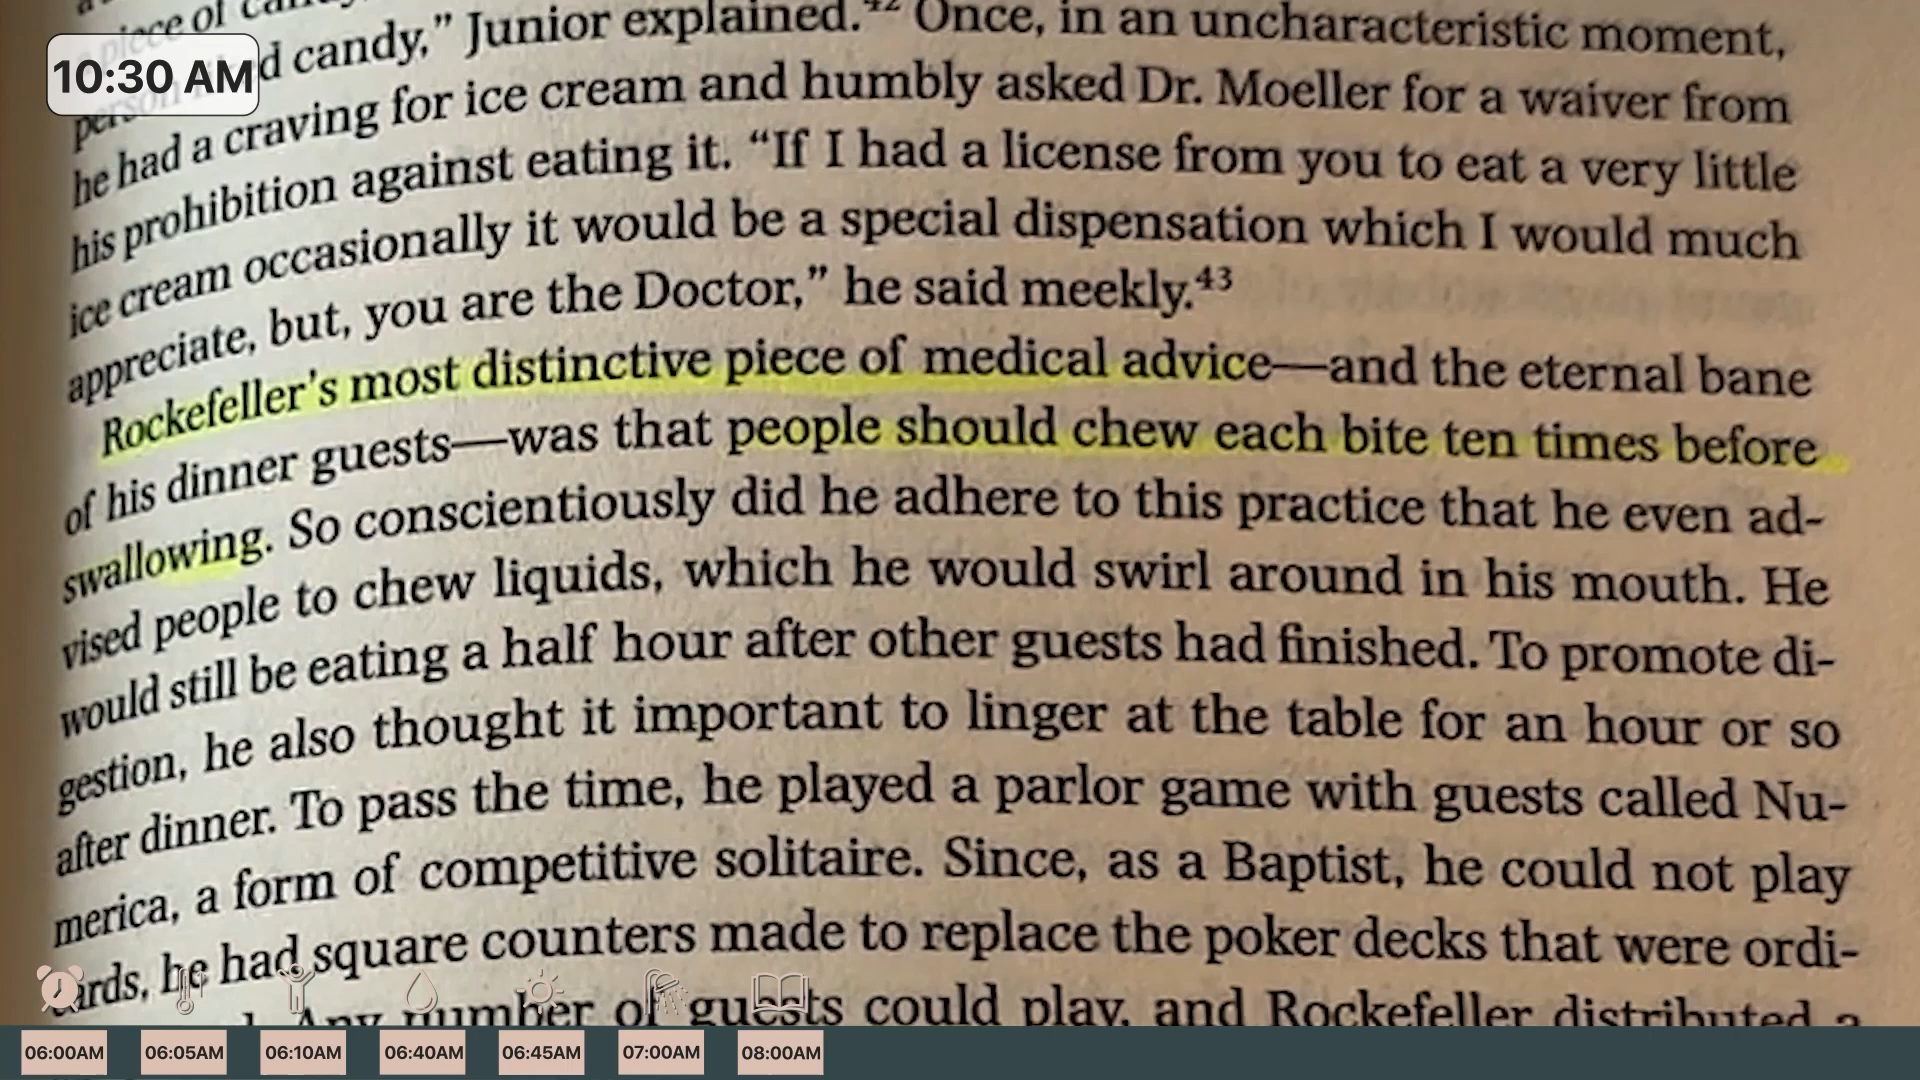 piece of
10:30 AM
d candy,” Junior explained.⁴² Once, in an uncharacteristic moment,
he had a craving for ice cream and humbly asked Dr. Moeller for a waiver from
his prohibition against eating it. “If I had a license from you to eat a very little
ice cream occasionally it would be a special dispensation which I would much
appreciate, but, you are the Doctor,” he said meekly.⁴³
Rockefeller’s most distinctive piece of medical advice—and the eternal bane
of his dinner guests—was that people should chew each bite ten times before
swallowing. So conscientiously did he adhere to this practice that he even ad-
vised people to chew liquids, which he would swirl around in his mouth. He
would still be eating a half hour after other guests had finished. To promote di-
gestion, he also thought it important to linger at the table for an hour or so
after dinner. To pass the time, he played a parlor game with guests called Nu-
merica, a form of competitive solitaire. Since, as a Baptist, he could not play
ards, he had square counters made to replace the poker decks that were ordi-
Any number of guests could play, and Rockefeller distributed a
06:00AM 06:05AM 06:10AM 06:40AM 06:45AM 07:00AM 08:00AM